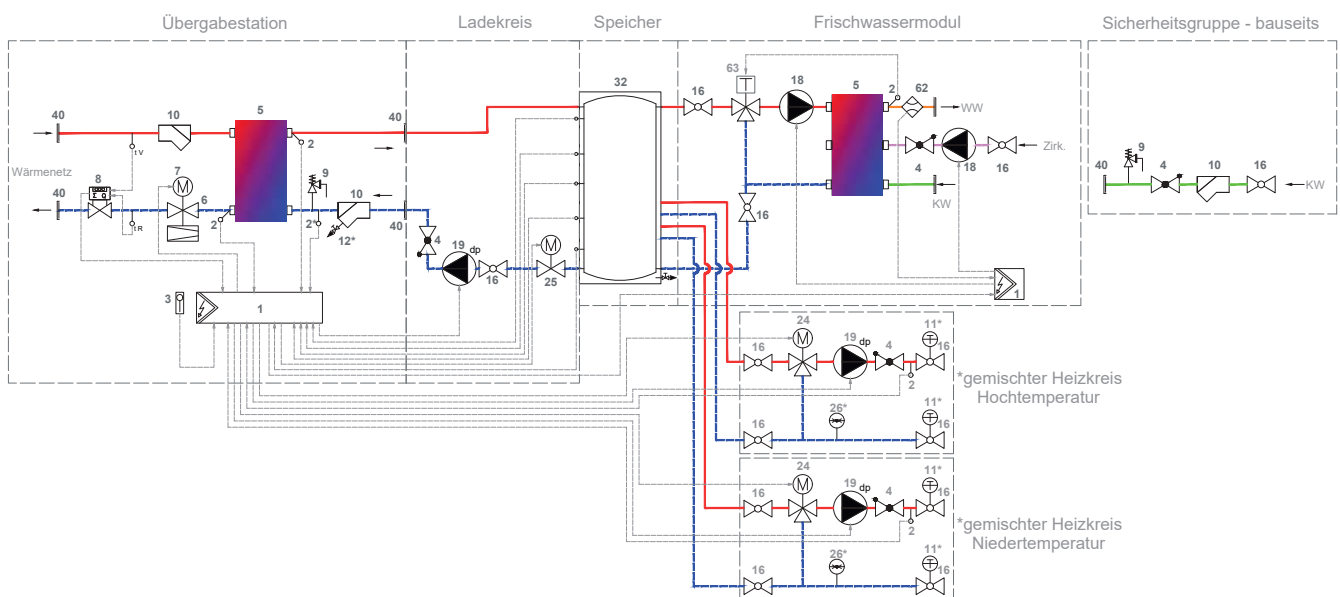 Übergabestation
Ladekreis
Speicher
Frischwassermodul
Sicherheitsgruppe - bauseits
40
10
5
2
40
tV
Wärmenetz
40
8
Σ Q
tR
7
M
6
2
9
2*
10
12*
40
3
1
4
19
dp
16
M
25
32
16
63
T
18
5
2
62
WW
4
18
16
Zirk.
KW
16
1
40
9
4
10
16
KW
24
M
16
19
dp
4
11*
T
16
2
*gemischter Heizkreis
Hochtemperatur
16
26*
11*
T
16
24
M
16
19
dp
4
11*
T
16
2
*gemischter Heizkreis
Niedertemperatur
16
26*
11*
T
16